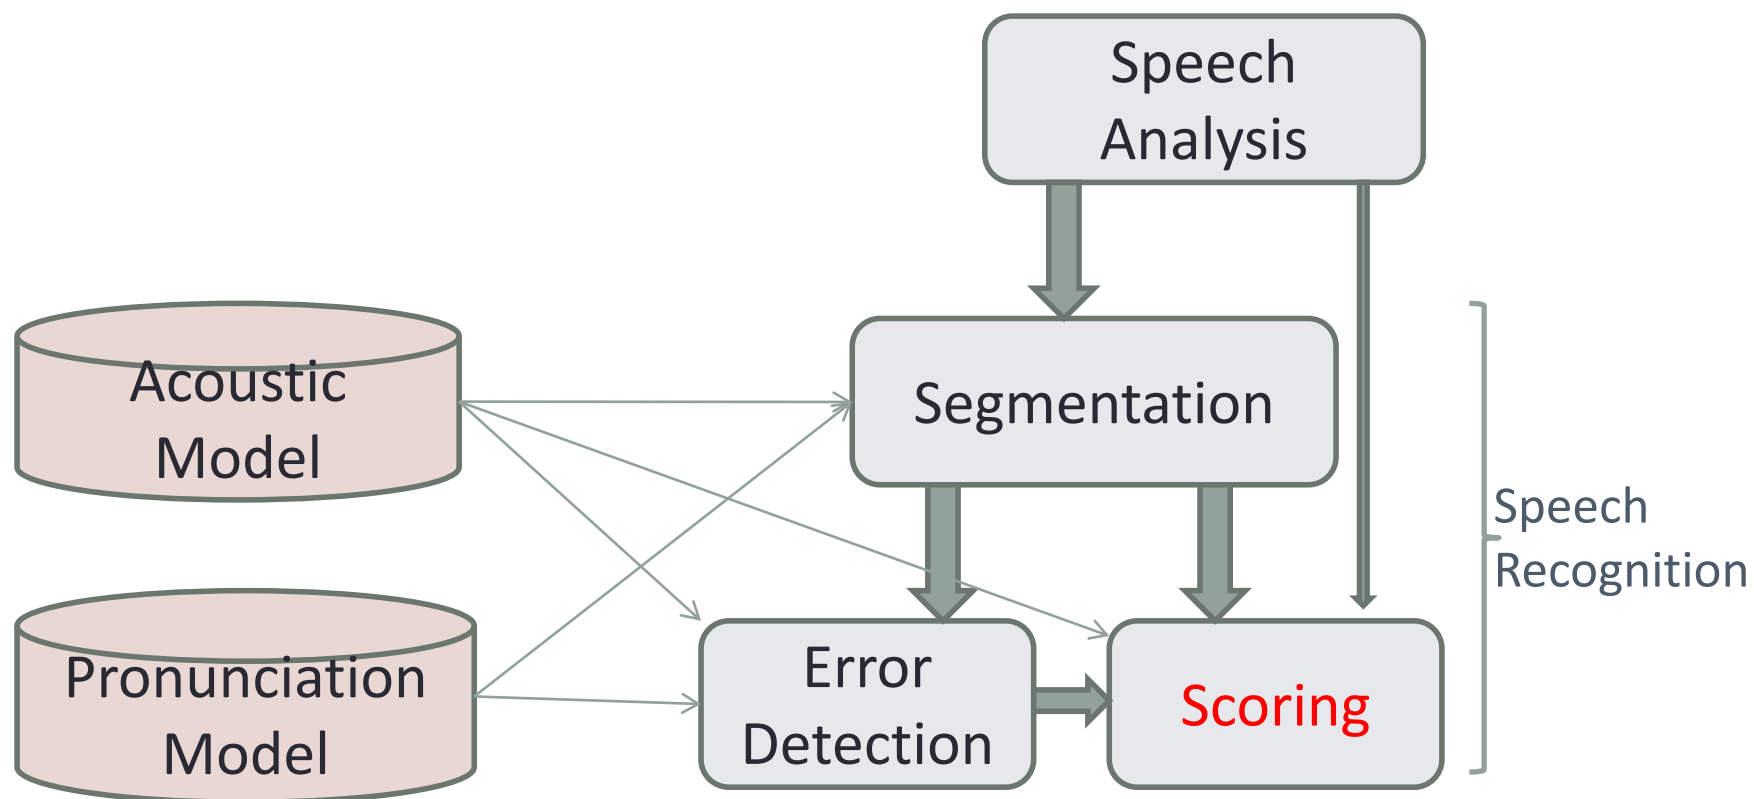 Speech
Analysis
Acoustic
Model
Segmentation
Speech
Recognition
Pronunciation
Model
Error
Detection
Scoring